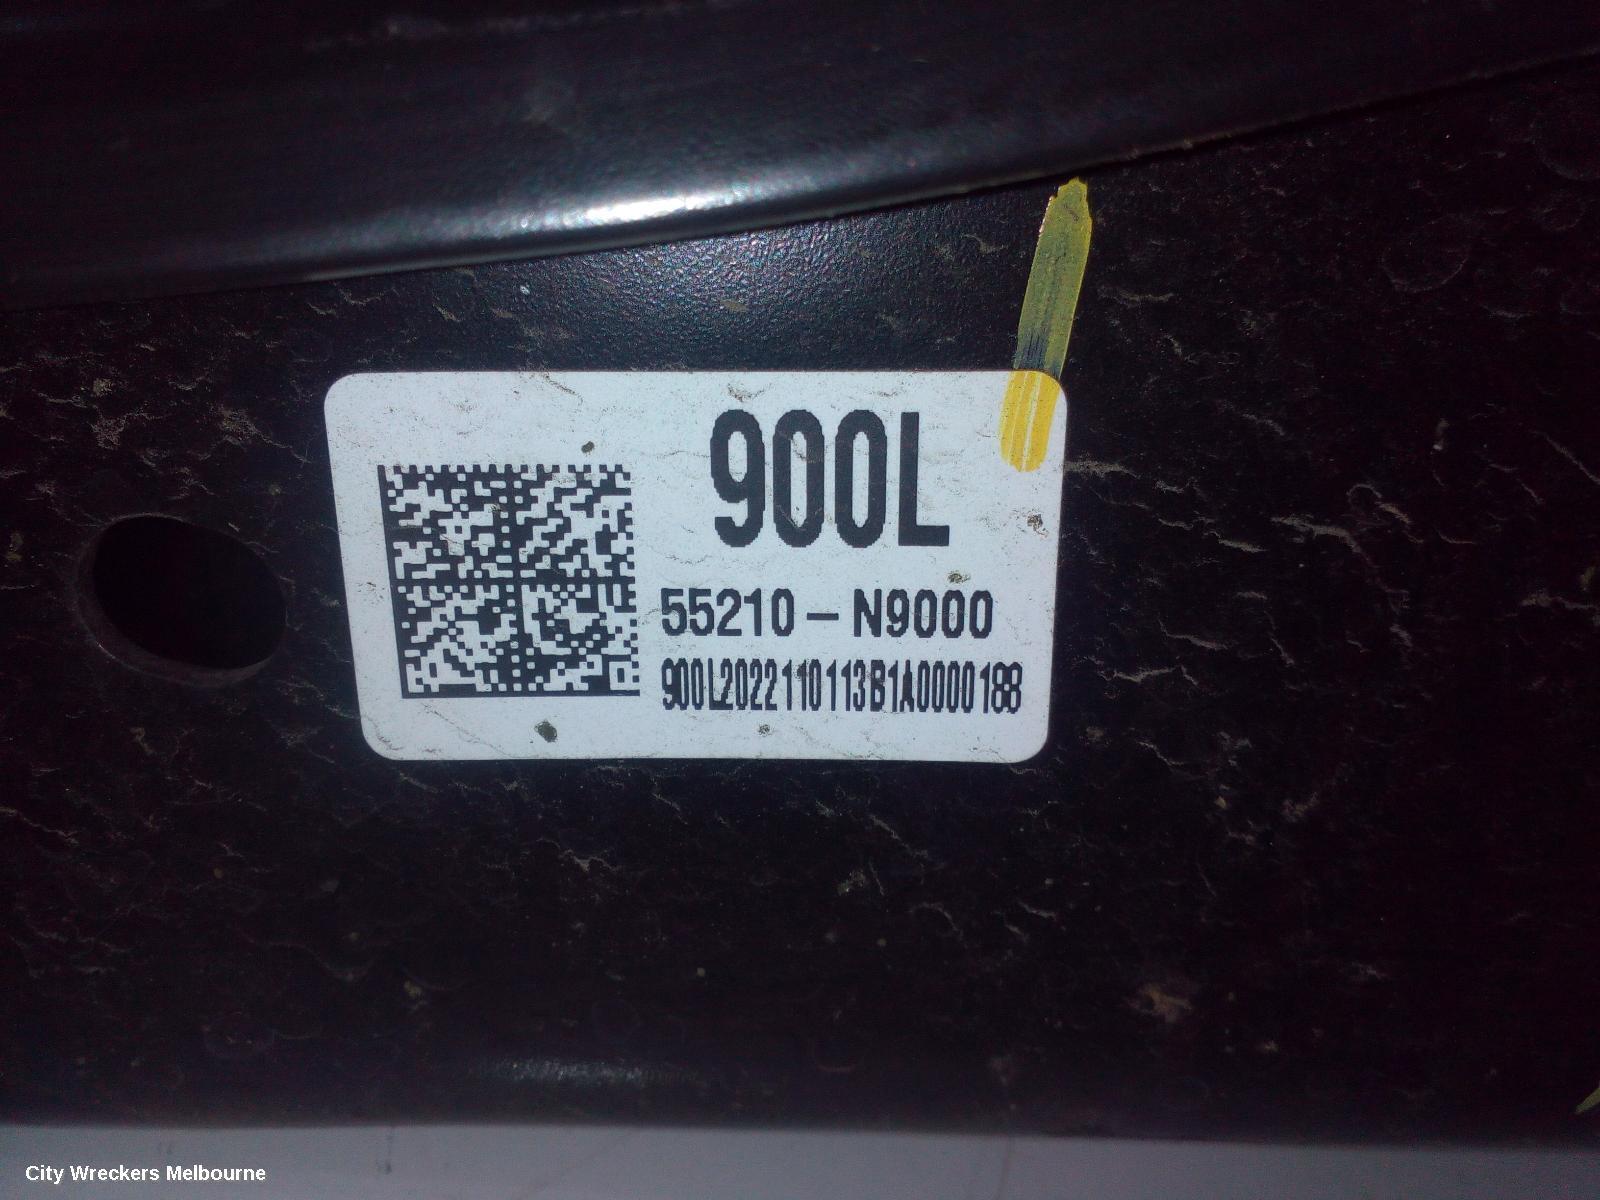 900L
55210 - N9000
900L2022110113B1A0000188
City Wreckers Melbourne